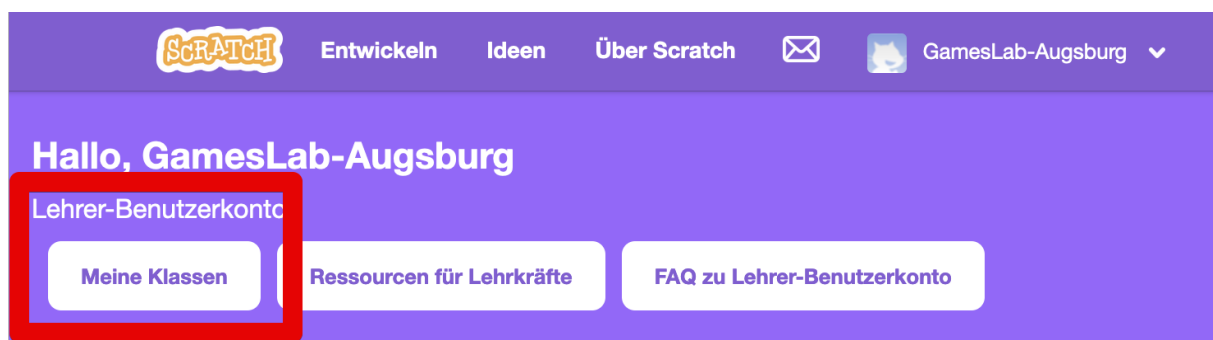 SCRATCH Entwickeln Ideen Über Scratch GamesLab-Augsburg
Hallo, GamesLab-Augsburg
Lehrer-Benutzerkonto
Meine Klassen Ressourcen für Lehrkräfte FAQ zu Lehrer-Benutzerkonto